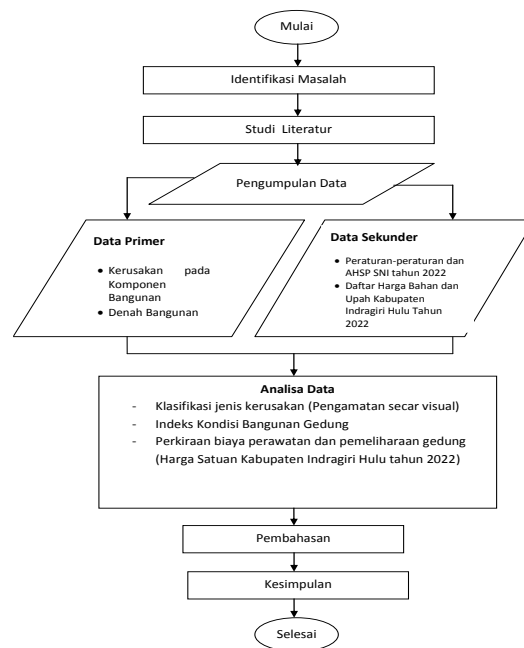 Mulai
Identifikasi Masalah
Studi Literatur
Pengumpulan Data
Data Primer
• Kerusakan pada
Komponen
Bangunan
• Denah Bangunan
Data Sekunder
• Peraturan-peraturan dan
AHSP SNI tahun 2022
• Daftar Harga Bahan dan
Upah Kabupaten
Indragiri Hulu Tahun
2022
Analisa Data
- Klasifikasi jenis kerusakan (Pengamatan secar visual)
- Indeks Kondisi Bangunan Gedung
- Perkiraan biaya perawatan dan pemeliharaan gedung
(Harga Satuan Kabupaten Indragiri Hulu tahun 2022)
Pembahasan
Kesimpulan
Selesai